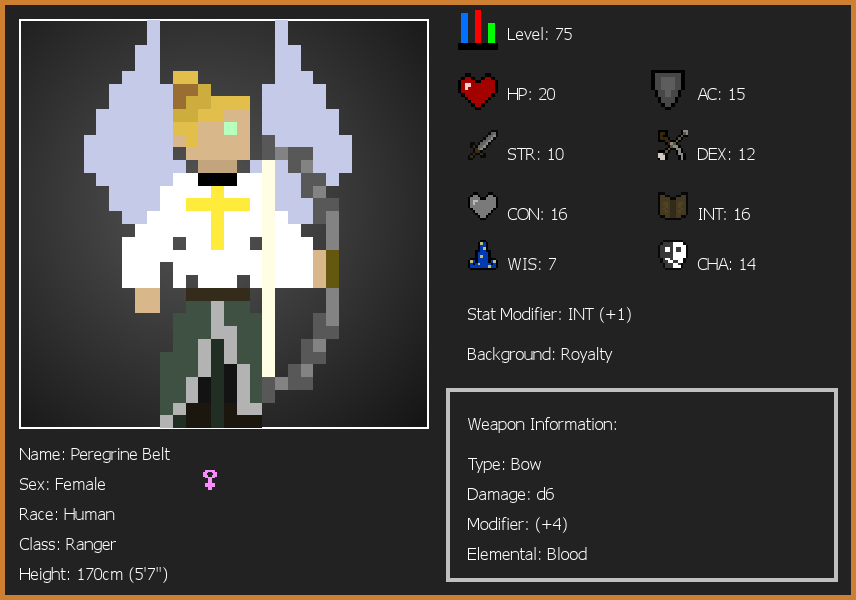 Level: 75
HP: 20
AC: 15
STR: 10
DEX: 12
CON: 16
INT: 16
WIS: 7
CHA: 14
Stat Modifier: INT (+1)
Background: Royalty
Weapon Information:
Type: Bow
Damage: d6
Modifier: (+4)
Elemental: Blood
Name: Peregrine Belt
Sex: Female
Race: Human
Class: Ranger
Height: 170cm (5'7")